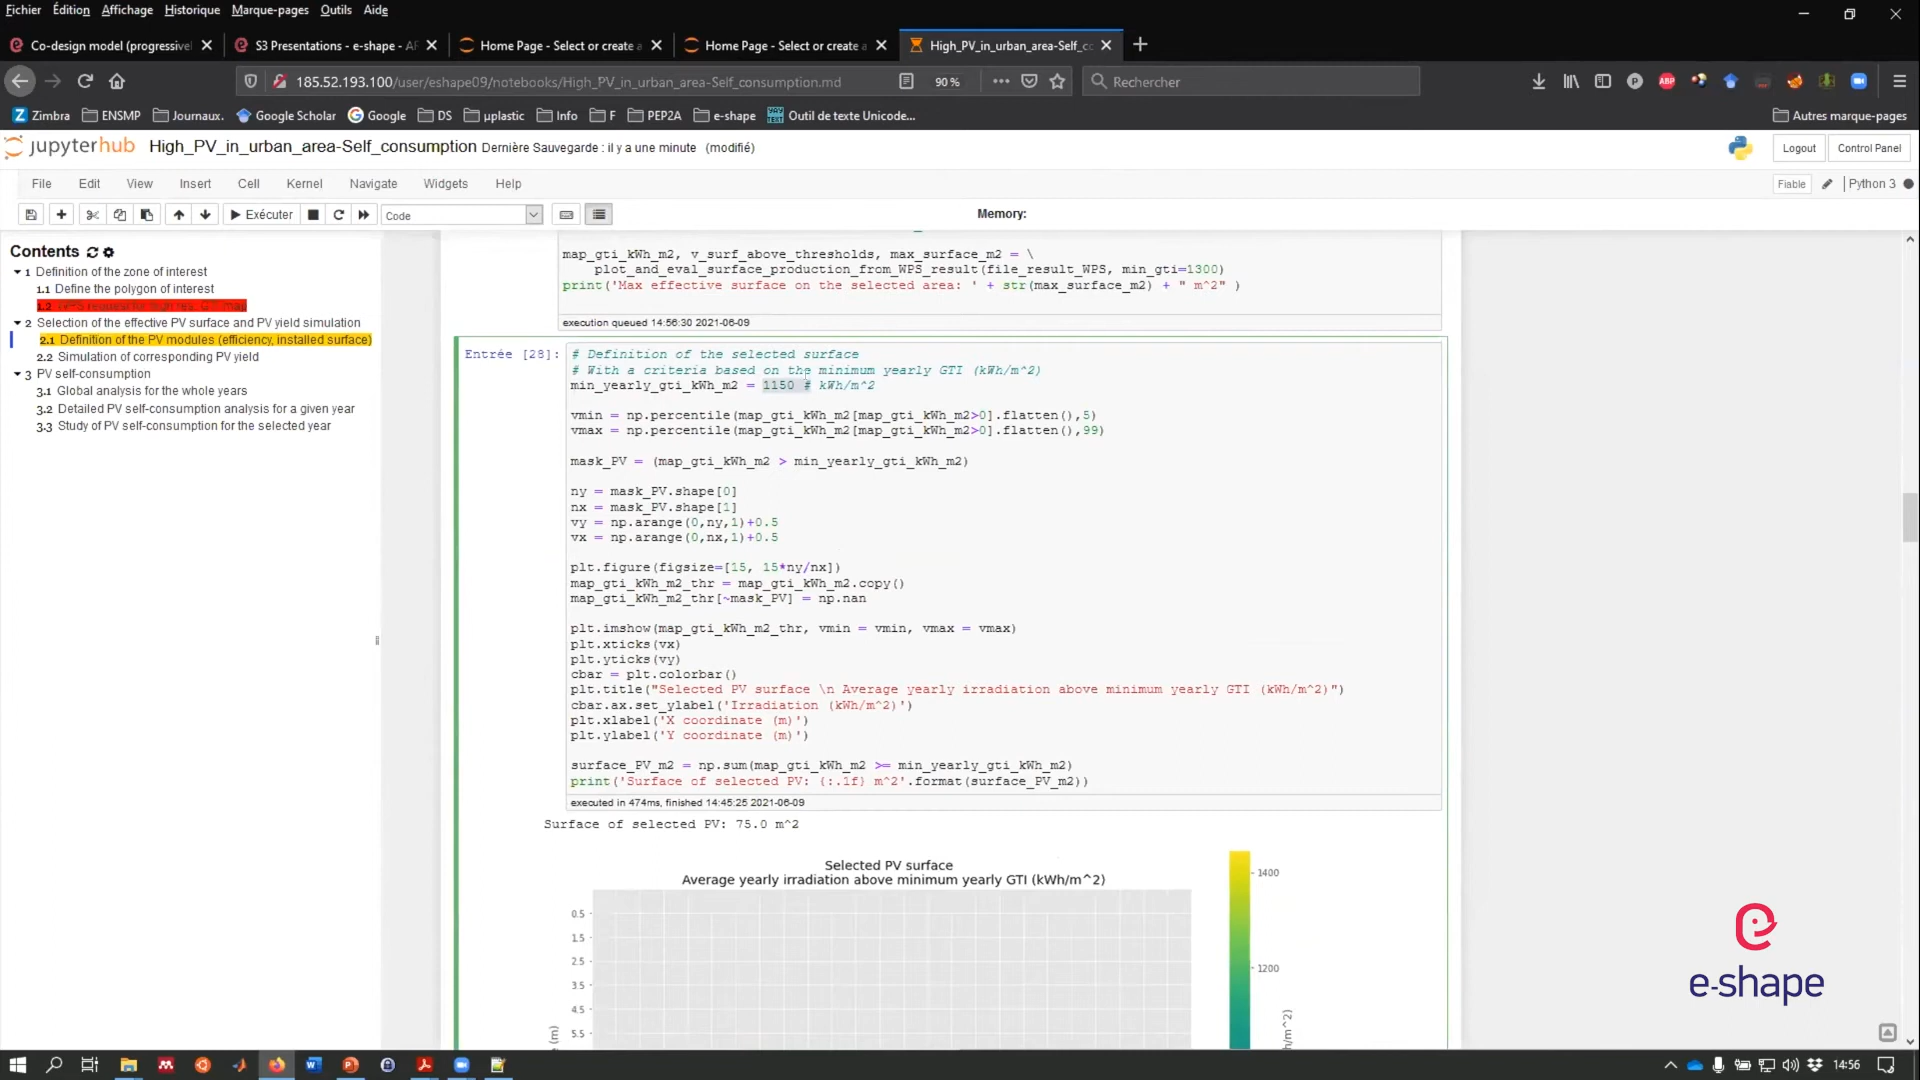 Fichier Édition Affichage Historique Marque-pages Outils Aide
Co-design model (progressivel
S3 Presentations - e-shape - AF
Home Page - Select or create a
Home Page - Select or create a
High_PV_in_urban_area-Self_co
185.52.193.100/user/eshape09/notebooks/High_PV_in_urban_area-Self_consumption.md
90 %
Rechercher
Zimbra ENSMP Journaux. Google Scholar Google DS µplastic Info F PEP2A e-shape Outil de texte Unicode... Autres marque-pages
jupyterhub High_PV_in_urban_area-Self_consumption Dernière Sauvegarde : il y a une minute (modifié)
Logout Control Panel
File Edit View Insert Cell Kernel Navigate Widgets Help
Fiable Python 3
Exécuter Code Memory:
Contents
1 Definition of the zone of interest
1.1 Define the polygon of interest
1.2
2 Selection of the effective PV surface and PV yield simulation
2.1 Definition of the PV modules (efficiency, installed surface)
2.2 Simulation of corresponding PV yield
3 PV self-consumption
3.1 Global analysis for the whole years
3.2 Detailed PV self-consumption analysis for a given year
3.3 Study of PV self-consumption for the selected year
map_gti_kWh_m2, v_surf_above_thresholds, max_surface_m2 = \
plot_and_eval_surface_production_from_WPS_result(file_result_WPS, min_gti=1300)
print('Max effective surface on the selected area: ' + str(max_surface_m2) + " m^2" )
execution queued 14:56:30 2021-06-09
Entrée [28]:
# Definition of the selected surface
# With a criteria based on the minimum yearly GTI (kWh/m^2)
min_yearly_gti_kWh_m2 = 1150 # kWh/m^2
vmin = np.percentile(map_gti_kWh_m2[map_gti_kWh_m2>0].flatten(),5)
vmax = np.percentile(map_gti_kWh_m2[map_gti_kWh_m2>0].flatten(),99)
mask_PV = (map_gti_kWh_m2 > min_yearly_gti_kWh_m2)
ny = mask_PV.shape[0]
nx = mask_PV.shape[1]
vy = np.arange(0,ny,1)+0.5
vx = np.arange(0,nx,1)+0.5
plt.figure(figsize=[15, 15*ny/nx])
map_gti_kWh_m2_thr = map_gti_kWh_m2.copy()
map_gti_kWh_m2_thr[~mask_PV] = np.nan
plt.imshow(map_gti_kWh_m2_thr, vmin = vmin, vmax = vmax)
plt.xticks(vx)
plt.yticks(vy)
cbar = plt.colorbar()
plt.title("Selected PV surface \n Average yearly irradiation above minimum yearly GTI (kWh/m^2)")
cbar.ax.set_ylabel('Irradiation (kWh/m^2)')
plt.xlabel('X coordinate (m)')
plt.ylabel('Y coordinate (m)')
surface_PV_m2 = np.sum(map_gti_kWh_m2 >= min_yearly_gti_kWh_m2)
print('Surface of selected PV: {:.1f} m^2'.format(surface_PV_m2))
executed in 474ms, finished 14:45:25 2021-06-09
Surface of selected PV: 75.0 m^2
Selected PV surface
Average yearly irradiation above minimum yearly GTI (kWh/m^2)
0.5
1.5
2.5
3.5
4.5
5.5
(m)
1400
1200
h/m^2)
e-shape
14:56